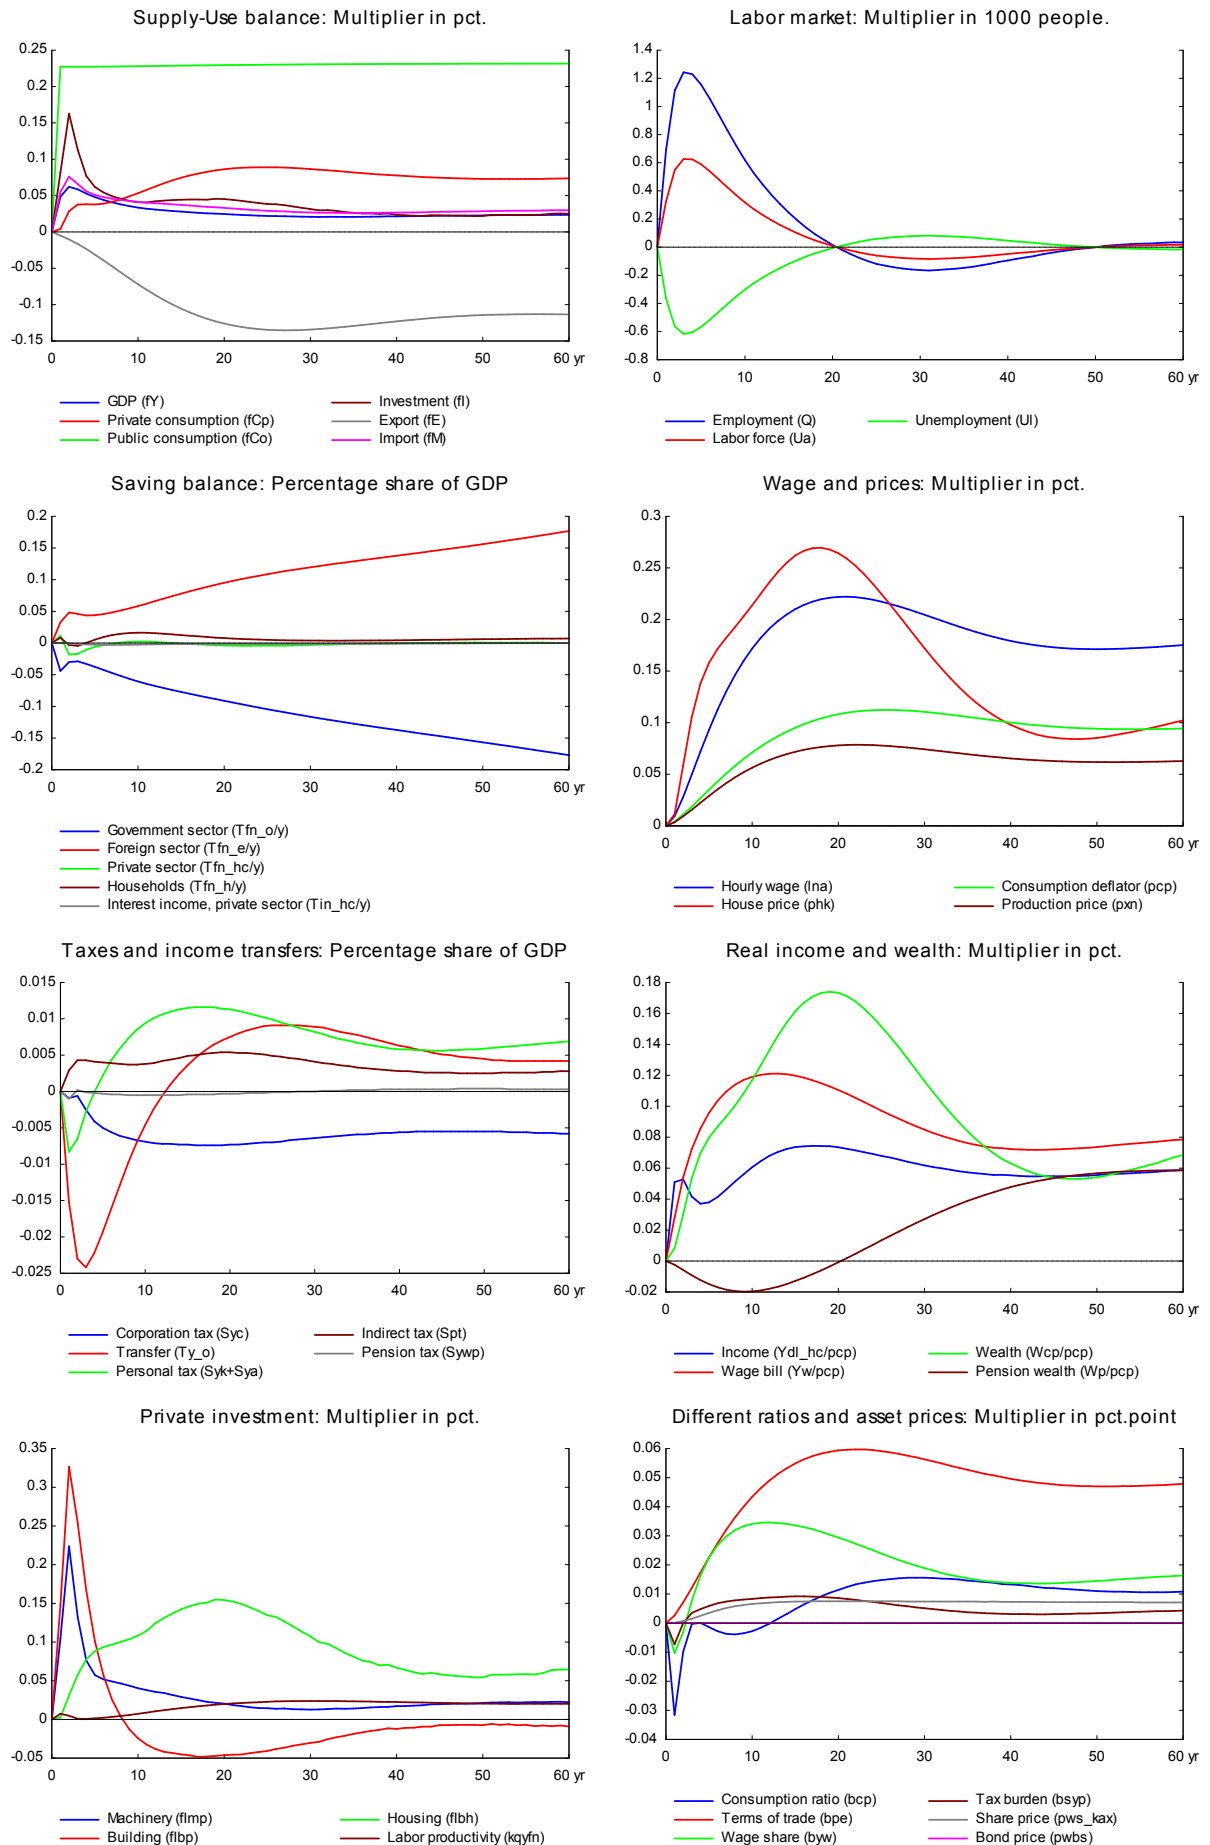 Supply-Use balance: Multiplier in pct.
0.25
0.2
0.15
0.1
0.05
0
-0.05
-0.1
-0.15
0 10 20 30 40 50 60 yr
GDP (fY) Investment (fI)
Private consumption (fCp) Export (fE)
Public consumption (fCo) Import (fM)
Labor market: Multiplier in 1000 people.
1.4
1.2
1
0.8
0.6
0.4
0.2
0
-0.2
-0.4
-0.6
-0.8
0 10 20 30 40 50 60 yr
Employment (Q) Unemployment (Ul)
Labor force (Ua)
Saving balance: Percentage share of GDP
0.2
0.15
0.1
0.05
0
-0.05
-0.1
-0.15
-0.2
0 10 20 30 40 50 60 yr
Government sector (Tfn_o/y)
Foreign sector (Tfn_e/y)
Private sector (Tfn_hc/y)
Households (Tfn_h/y)
Interest income, private sector (Tin_hc/y)
Wage and prices: Multiplier in pct.
0.3
0.25
0.2
0.15
0.1
0.05
0
0 10 20 30 40 50 60 yr
Hourly wage (lna) Consumption deflator (pcp)
House price (phk) Production price (pxn)
Taxes and income transfers: Percentage share of GDP
0.015
0.01
0.005
0
-0.005
-0.01
-0.015
-0.02
-0.025
0 10 20 30 40 50 60 yr
Corporation tax (Syc) Indirect tax (Spt)
Transfer (Ty_o) Pension tax (Sywp)
Personal tax (Syk+Sya)
Real income and wealth: Multiplier in pct.
0.18
0.16
0.14
0.12
0.1
0.08
0.06
0.04
0.02
0
-0.02
0 10 20 30 40 50 60 yr
Income (Ydl_hc/pcp) Wealth (Wcp/pcp)
Wage bill (Yw/pcp) Pension wealth (Wp/pcp)
Private investment: Multiplier in pct.
0.35
0.3
0.25
0.2
0.15
0.1
0.05
0
-0.05
0 10 20 30 40 50 60 yr
Machinery (fImp) Housing (fIbh)
Building (fIbp) Labor productivity (kqyfn)
Different ratios and asset prices: Multiplier in pct.point
0.06
0.05
0.04
0.03
0.02
0.01
0
-0.01
-0.02
-0.03
-0.04
0 10 20 30 40 50 60 yr
Consumption ratio (bcp) Tax burden (bsyp)
Terms of trade (bpe) Share price (pws_kax)
Wage share (byw) Bond price (pwbs)